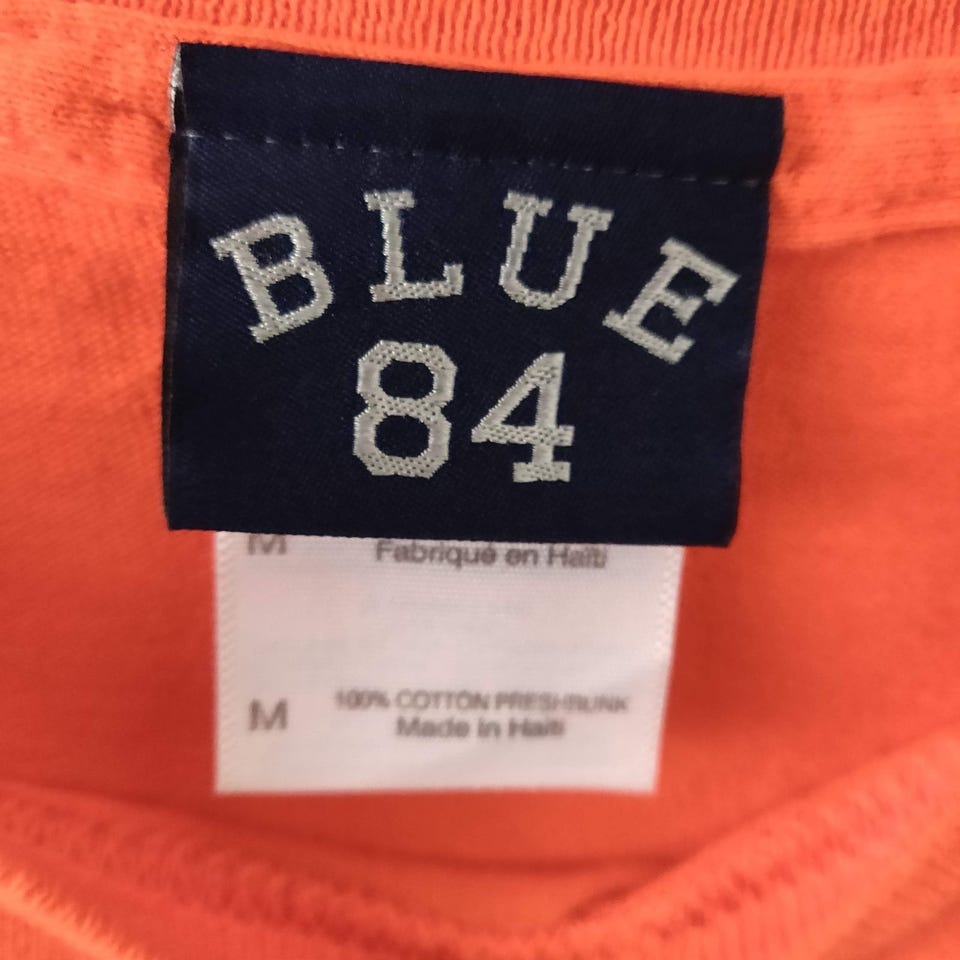 BLUE
84
M Fabriqué en Haïti
M 100% COTTON PRESHRUNK
Made in Haiti